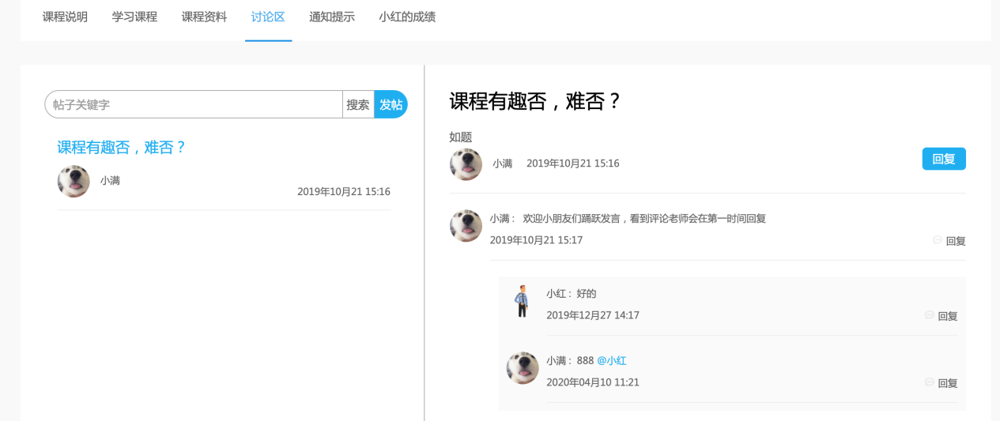 课程说明 学习课程 课程资料 讨论区 通知提示 小红的成绩
帖子关键字 搜索 发帖
课程有趣否，难否？
小满
2019年10月21 15:16
课程有趣否，难否？
如题
小满 2019年10月21 15:16 回复
小满： 欢迎小朋友们踊跃发言，看到评论老师会在第一时间回复
2019年10月21 15:17 回复
小红： 好的
2019年12月27 14:17 回复
小满： 888 @小红
2020年04月10 11:21 回复